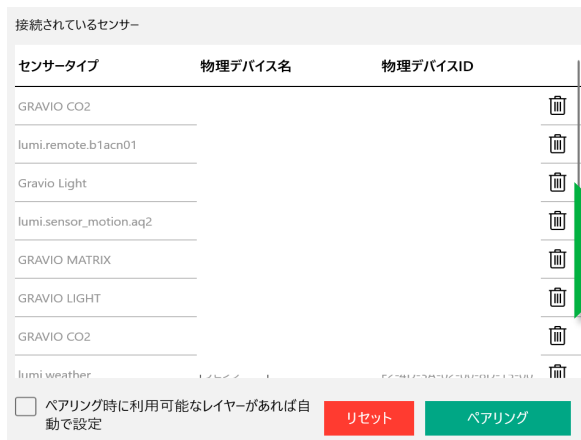 接続されているセンサー
センサータイプ 物理デバイス名 物理デバイスID
GRAVIO CO2
lumi.remote.b1acn01
Gravio Light
lumi.sensor_motion.aq2
GRAVIO MATRIX
GRAVIO LIGHT
GRAVIO CO2
lumi.weather
ペアリング時に利用可能なレイヤーがあれば自
動で設定
リセット
ペアリング